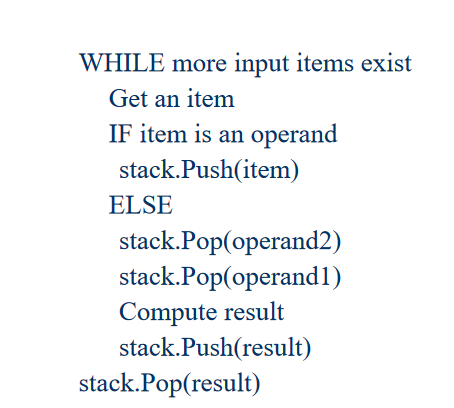 WHILE more input items exist
Get an item
IF item is an operand
stack.Push(item)
ELSE
stack.Pop(operand2)
stack.Pop(operand1)
Compute result
stack.Push(result)
stack.Pop(result)